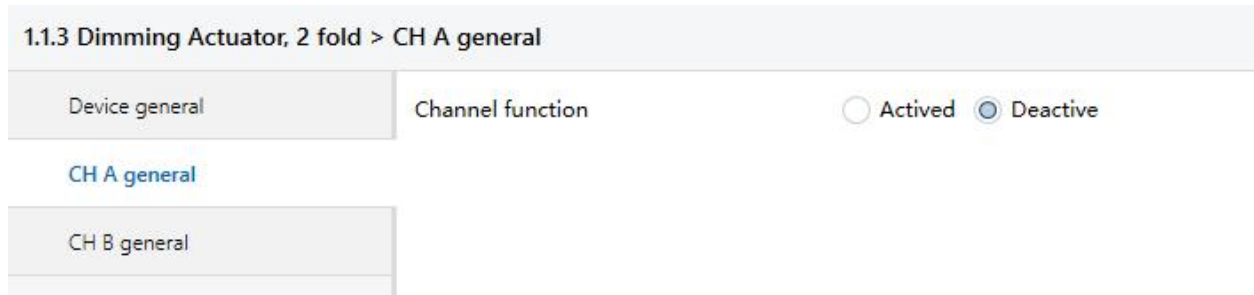 1.1.3 Dimming Actuator, 2 fold > CH A general
Device general
Channel function Actived Deactive
CH A general
CH B general